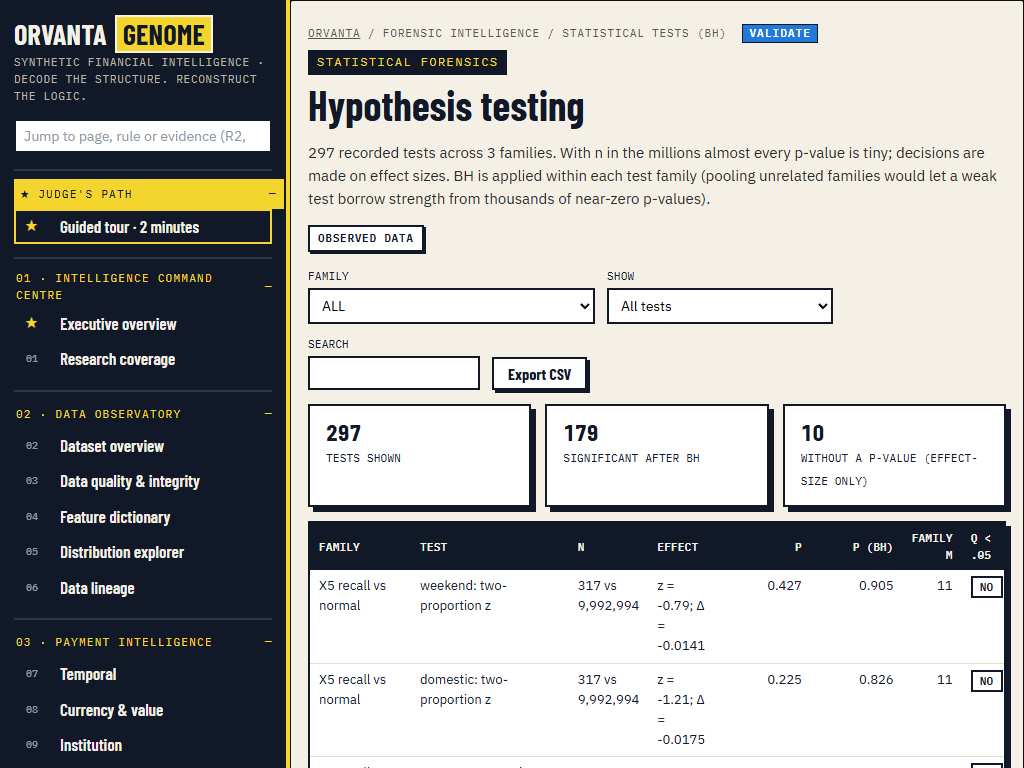 ORVANTA GENOME
SYNTHETIC FINANCIAL INTELLIGENCE ·
DECODE THE STRUCTURE. RECONSTRUCT
THE LOGIC.
Jump to page, rule or evidence (R2,
★ JUDGE'S PATH –
★ Guided tour · 2 minutes
01 · INTELLIGENCE COMMAND
CENTRE –
★ Executive overview
01 Research coverage
02 · DATA OBSERVATORY –
02 Dataset overview
03 Data quality & integrity
04 Feature dictionary
05 Distribution explorer
06 Data lineage
03 · PAYMENT INTELLIGENCE –
07 Temporal
08 Currency & value
09 Institution
ORVANTA / FORENSIC INTELLIGENCE / STATISTICAL TESTS (BH) VALIDATE
STATISTICAL FORENSICS
Hypothesis testing
297 recorded tests across 3 families. With n in the millions almost every p-value is tiny; decisions are
made on effect sizes. BH is applied within each test family (pooling unrelated families would let a weak
test borrow strength from thousands of near-zero p-values).
OBSERVED DATA
FAMILY SHOW
ALL All tests
SEARCH
Export CSV
297 179 10
TESTS SHOWN SIGNIFICANT AFTER BH WITHOUT A P-VALUE (EFFECT-
SIZE ONLY)
FAMILY TEST N EFFECT P P (BH) FAMILY M Q < .05
X5 recall vs weekend: two- 317 vs z = 0.427 0.905 11 NO
normal proportion z 9,992,994 -0.79; Δ
=
-0.0141
X5 recall vs domestic: two- 317 vs z = 0.225 0.826 11 NO
normal proportion z 9,992,994 -1.21; Δ
=
-0.0175